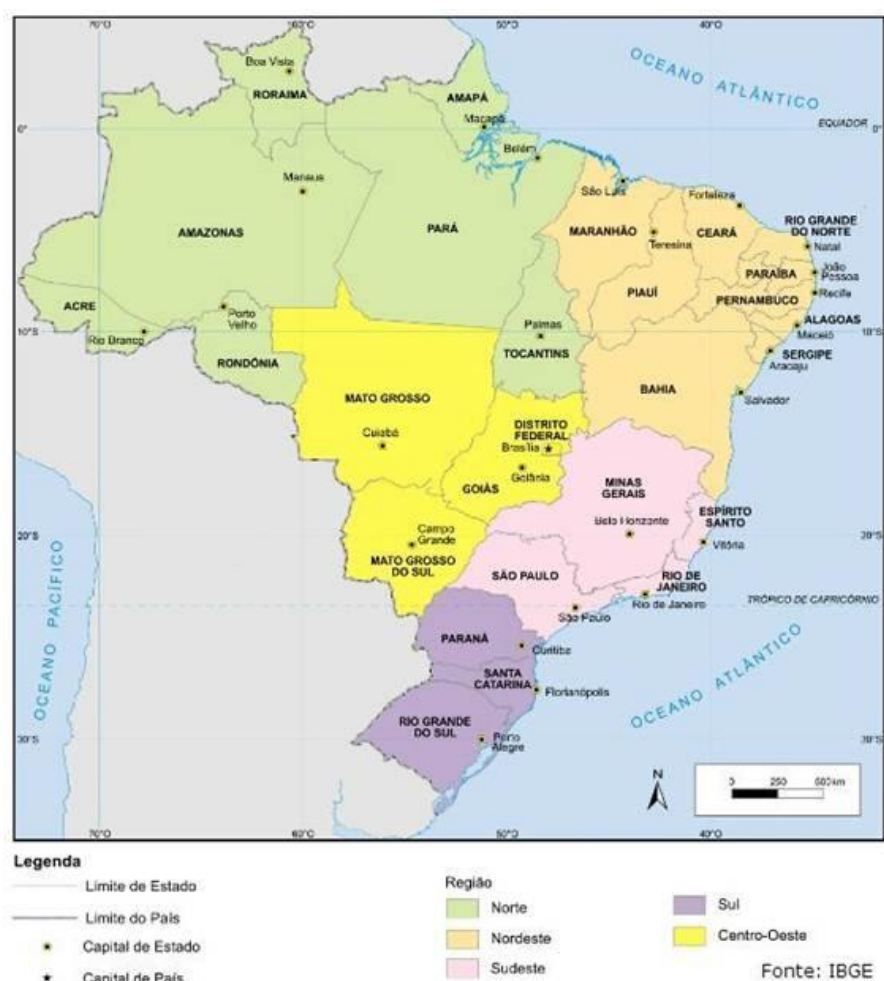 70°O
60°O
50°O
40°O
OCEANO ATLÂNTICO
Boa Vista
RORAIMA
AMAPÁ
Macapá
EQUADOR
0°
0°
Belém
Manaus
São Luís
Fortaleza
RIO GRANDE
DO NORTE
AMAZONAS
PARÁ
MARANHÃO
CEARÁ
Teresina
Natal
PARAÍBA
João
Pessoa
PIAUÍ
PERNAMBUCO
Recife
ACRE
Porto
Velho
Rio Branco
10°S
10°S
Palmas
TOCANTINS
ALAGOAS
Maceió
SERGIPE
Aracaju
RONDÔNIA
MATO GROSSO
BAHIA
Salvador
Cuiabá
DISTRITO
FEDERAL
Brasília
Goiânia
GOIÁS
MINAS
GERAIS
Belo Horizonte
ESPÍRITO
SANTO
Vitória
20°S
20°S
Campo
Grande
MATO GROSSO
DO SUL
SÃO PAULO
RIO DE
JANEIRO
Rio de Janeiro
São Paulo
TRÓPICO DE CAPRICÓRNIO
OCEANO PACÍFICO
PARANÁ
Curitiba
SANTA
CATARINA
Florianópolis
OCEANO ATLÂNTICO
RIO GRANDE
DO SUL
Porto
Alegre
30°S
30°S
N
0 250 500km
70°O
60°O
50°O
40°O
Legenda
Limite de Estado
Limite do País
Capital de Estado
Capital de País
Região
Norte
Nordeste
Sudeste
Sul
Centro-Oeste
Fonte: IBGE